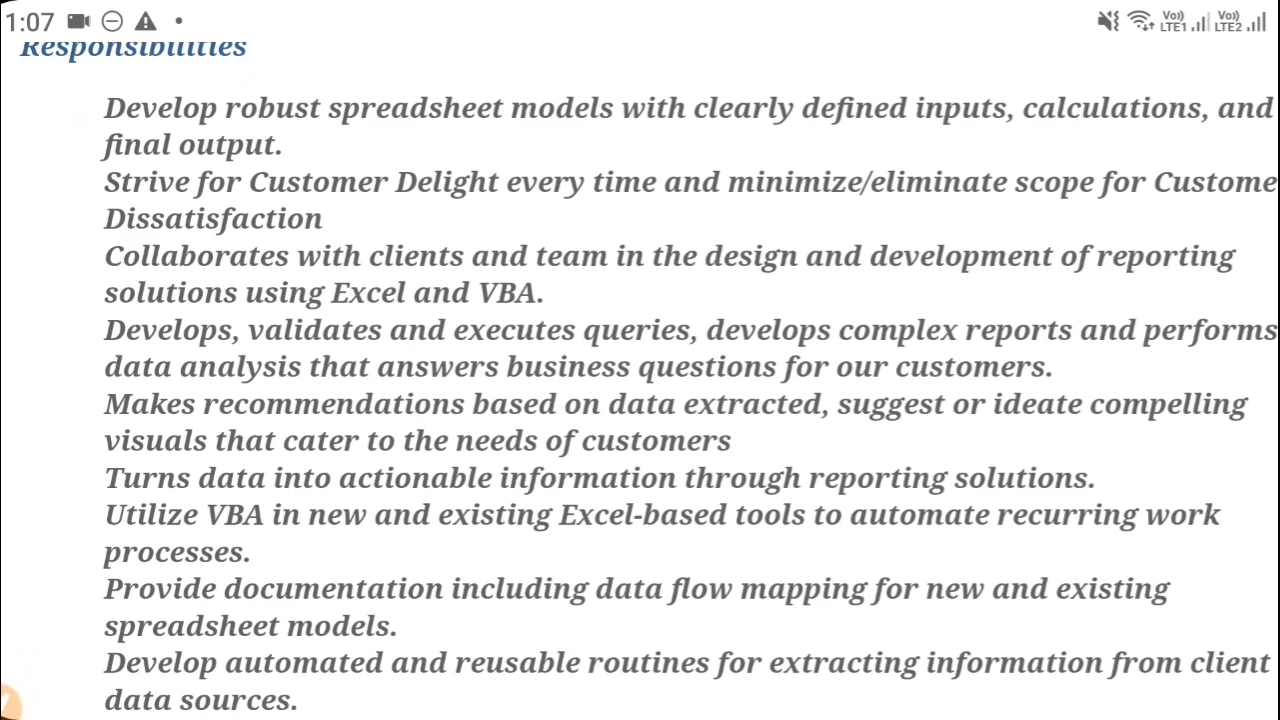 1:07
Vo) LTE1 Vo) LTE2
Responsibilities
Develop robust spreadsheet models with clearly defined inputs, calculations, and
final output.
Strive for Customer Delight every time and minimize/eliminate scope for Custome
Dissatisfaction
Collaborates with clients and team in the design and development of reporting
solutions using Excel and VBA.
Develops, validates and executes queries, develops complex reports and performs
data analysis that answers business questions for our customers.
Makes recommendations based on data extracted, suggest or ideate compelling
visuals that cater to the needs of customers
Turns data into actionable information through reporting solutions.
Utilize VBA in new and existing Excel-based tools to automate recurring work
processes.
Provide documentation including data flow mapping for new and existing
spreadsheet models.
Develop automated and reusable routines for extracting information from client
data sources.